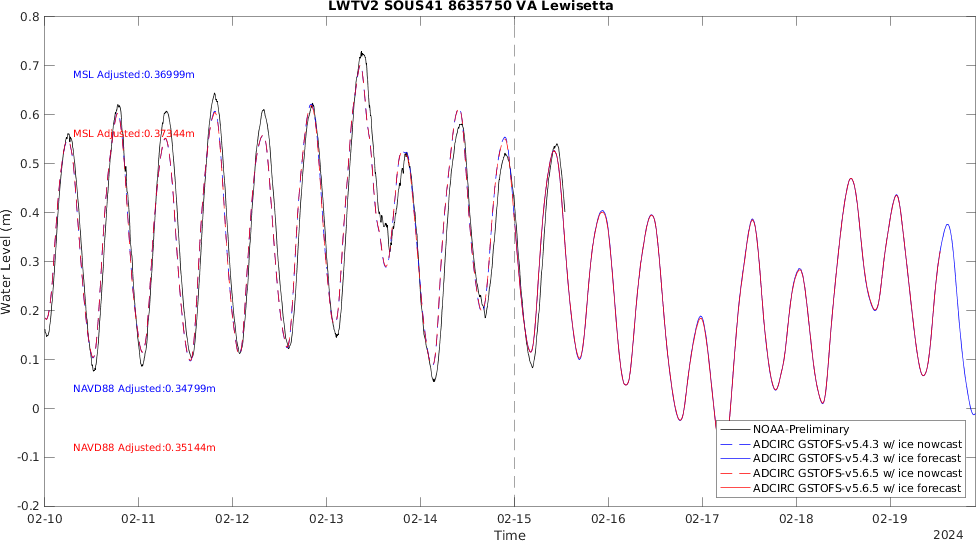 LWTV2 SOUS41 8635750 VA Lewisetta
0.8
0.7
0.6
0.5
0.4
0.3
0.2
0.1
0
-0.1
-0.2
Water Level (m)
MSL Adjusted:0.36999m
MSL Adjusted:0.37344m
NAVD88 Adjusted:0.34799m
NAVD88 Adjusted:0.35144m
NOAA-Preliminary
ADCIRC GSTOFS-v5.4.3 w/ ice nowcast
ADCIRC GSTOFS-v5.4.3 w/ ice forecast
ADCIRC GSTOFS-v5.6.5 w/ ice nowcast
ADCIRC GSTOFS-v5.6.5 w/ ice forecast
02-10 02-11 02-12 02-13 02-14 02-15 02-16 02-17 02-18 02-19
Time
2024